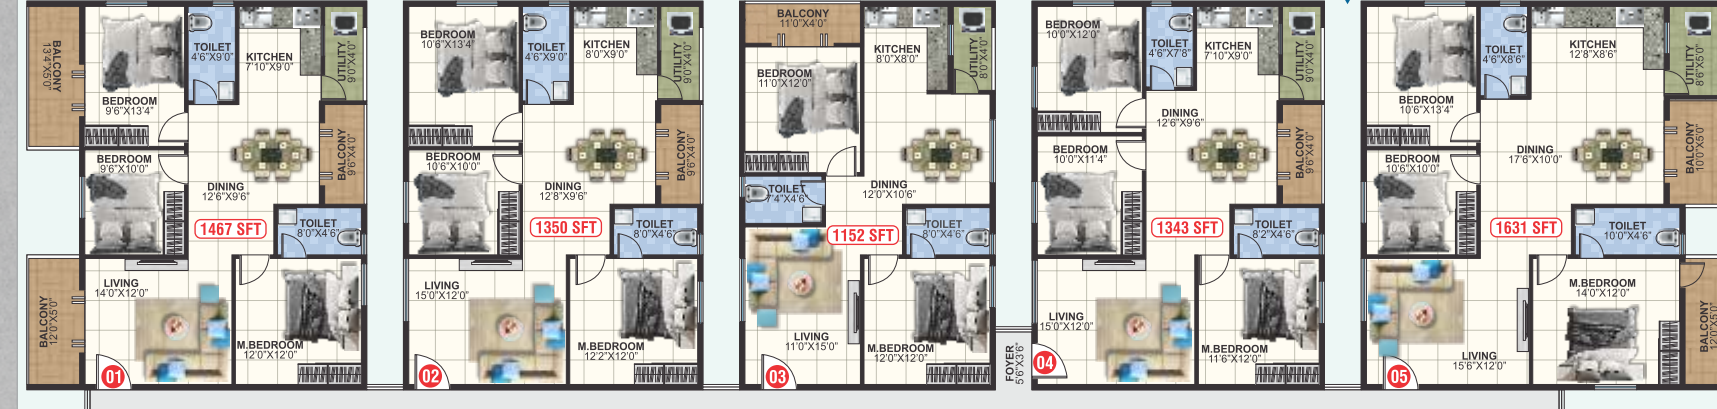 BALCONY
13'4"X5'0"
BEDROOM
9'6"X13'4"
TOILET
4'6"X9'0"
KITCHEN
7'10"X9'0"
UTILITY
9'0"X4'0"
BALCONY
9'6"X4'0"
BEDROOM
9'6"X10'0"
DINING
12'6"X9'6"
1467 SFT
TOILET
8'0"X4'6"
BALCONY
12'0"X5'0"
LIVING
14'0"X12'0"
M.BEDROOM
12'0"X12'0"
01
BEDROOM
10'6"X13'4"
TOILET
4'6"X9'0"
KITCHEN
8'0"X9'0"
UTILITY
9'0"X4'0"
BALCONY
9'6"X4'0"
BEDROOM
10'6"X10'0"
DINING
12'8"X9'6"
1350 SFT
TOILET
8'0"X4'6"
LIVING
15'0"X12'0"
M.BEDROOM
12'2"X12'0"
02
BALCONY
11'0"X4'0"
BEDROOM
11'0"X12'0"
KITCHEN
8'0"X8'0"
UTILITY
8'0"X4'0"
TOILET
7'4"X4'6"
DINING
12'0"X10'6"
1152 SFT
TOILET
8'0"X4'6"
LIVING
11'0"X15'0"
M.BEDROOM
12'0"X12'0"
03
FOYER
5'6"X3'6"
BEDROOM
10'0"X12'0"
TOILET
4'6"X7'8"
KITCHEN
7'10"X9'0"
UTILITY
9'0"X4'0"
DINING
12'6"X9'6"
BALCONY
9'6"X4'0"
BEDROOM
10'0"X11'4"
1343 SFT
TOILET
8'2"X4'6"
LIVING
15'0"X12'0"
M.BEDROOM
11'6"X12'0"
04
BEDROOM
10'6"X13'4"
TOILET
4'6"X8'6"
KITCHEN
12'8"X8'6"
UTILITY
8'6"X5'0"
BALCONY
10'0"X5'0"
BEDROOM
10'6"X10'0"
DINING
17'6"X10'0"
1631 SFT
TOILET
10'0"X4'6"
M.BEDROOM
14'0"X12'0"
BALCONY
12'0"X5'0"
LIVING
15'6"X12'0"
05